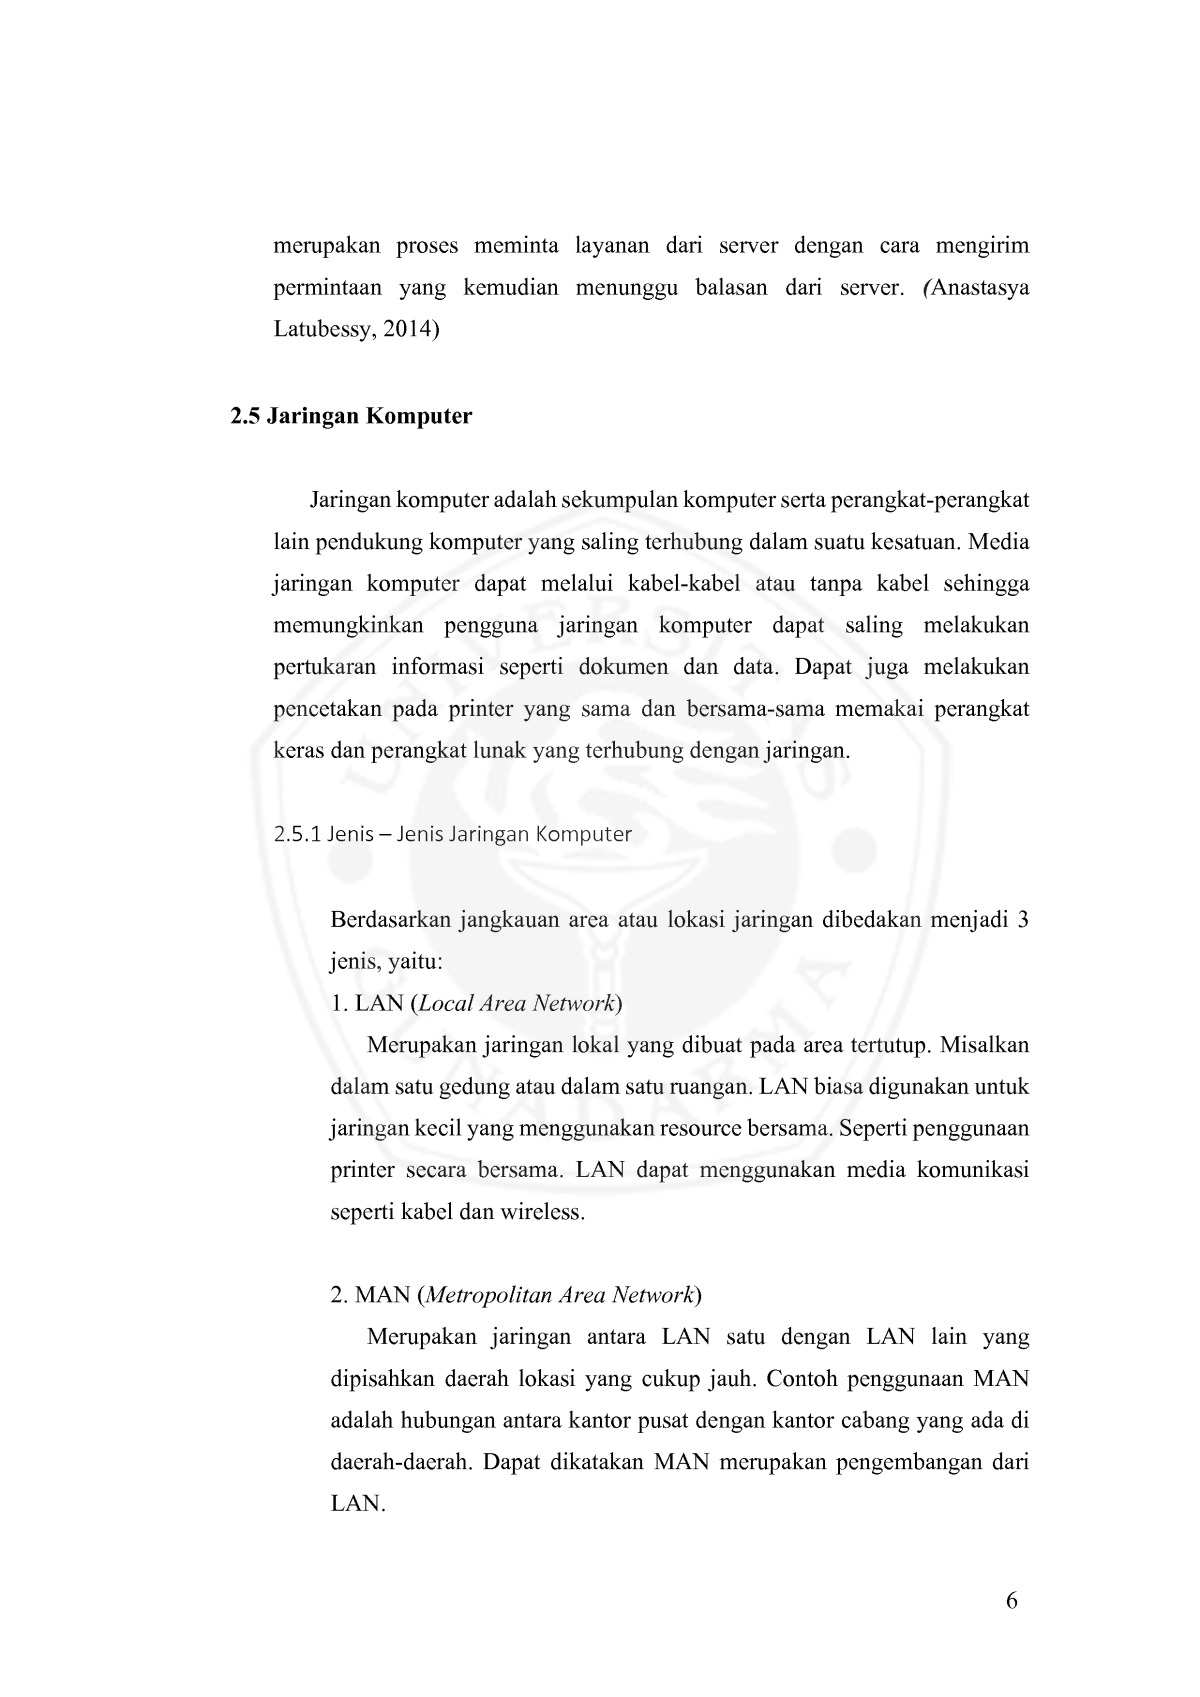 merupakan proses meminta layanan dari server dengan cara mengirim
permintaan yang kemudian menunggu balasan dari server. (Anastasya
Latubessy, 2014)
2.5 Jaringan Komputer
Jaringan komputer adalah sekumpulan komputer serta perangkat-perangkat
lain pendukung komputer yang saling terhubung dalam suatu kesatuan. Media
jaringan komputer dapat melalui kabel-kabel atau tanpa kabel sehingga
memungkinkan pengguna jaringan komputer dapat saling melakukan
pertukaran informasi seperti dokumen dan data. Dapat juga melakukan
pencetakan pada printer yang sama dan bersama-sama memakai perangkat
keras dan perangkat lunak yang terhubung dengan jaringan.
2.5.1 Jenis – Jenis Jaringan Komputer
Berdasarkan jangkauan area atau lokasi jaringan dibedakan menjadi 3
jenis, yaitu:
1. LAN (Local Area Network)
Merupakan jaringan lokal yang dibuat pada area tertutup. Misalkan
dalam satu gedung atau dalam satu ruangan. LAN biasa digunakan untuk
jaringan kecil yang menggunakan resource bersama. Seperti penggunaan
printer secara bersama. LAN dapat menggunakan media komunikasi
seperti kabel dan wireless.
2. MAN (Metropolitan Area Network)
Merupakan jaringan antara LAN satu dengan LAN lain yang
dipisahkan daerah lokasi yang cukup jauh. Contoh penggunaan MAN
adalah hubungan antara kantor pusat dengan kantor cabang yang ada di
daerah-daerah. Dapat dikatakan MAN merupakan pengembangan dari
LAN.
6
UNIVERSITAS
GUNADARMA